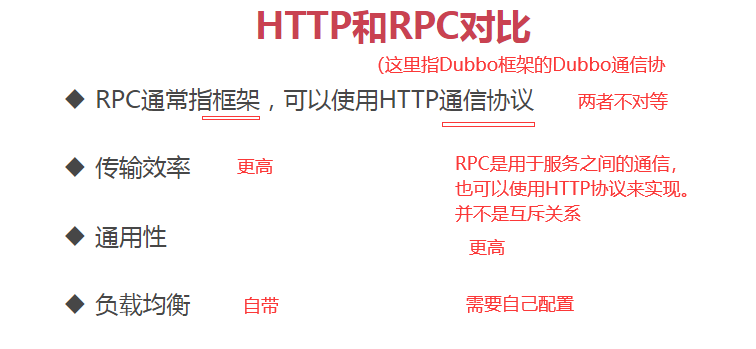 HTTP和RPC对比
(这里指Dubbo框架的Dubbo通信协
◆ RPC通常指框架，可以使用HTTP通信协议 两者不对等
◆ 传输效率 更高
RPC是用于服务之间的通信，
也可以使用HTTP协议来实现。
并不是互斥关系
◆ 通用性 更高
◆ 负载均衡 自带 需要自己配置